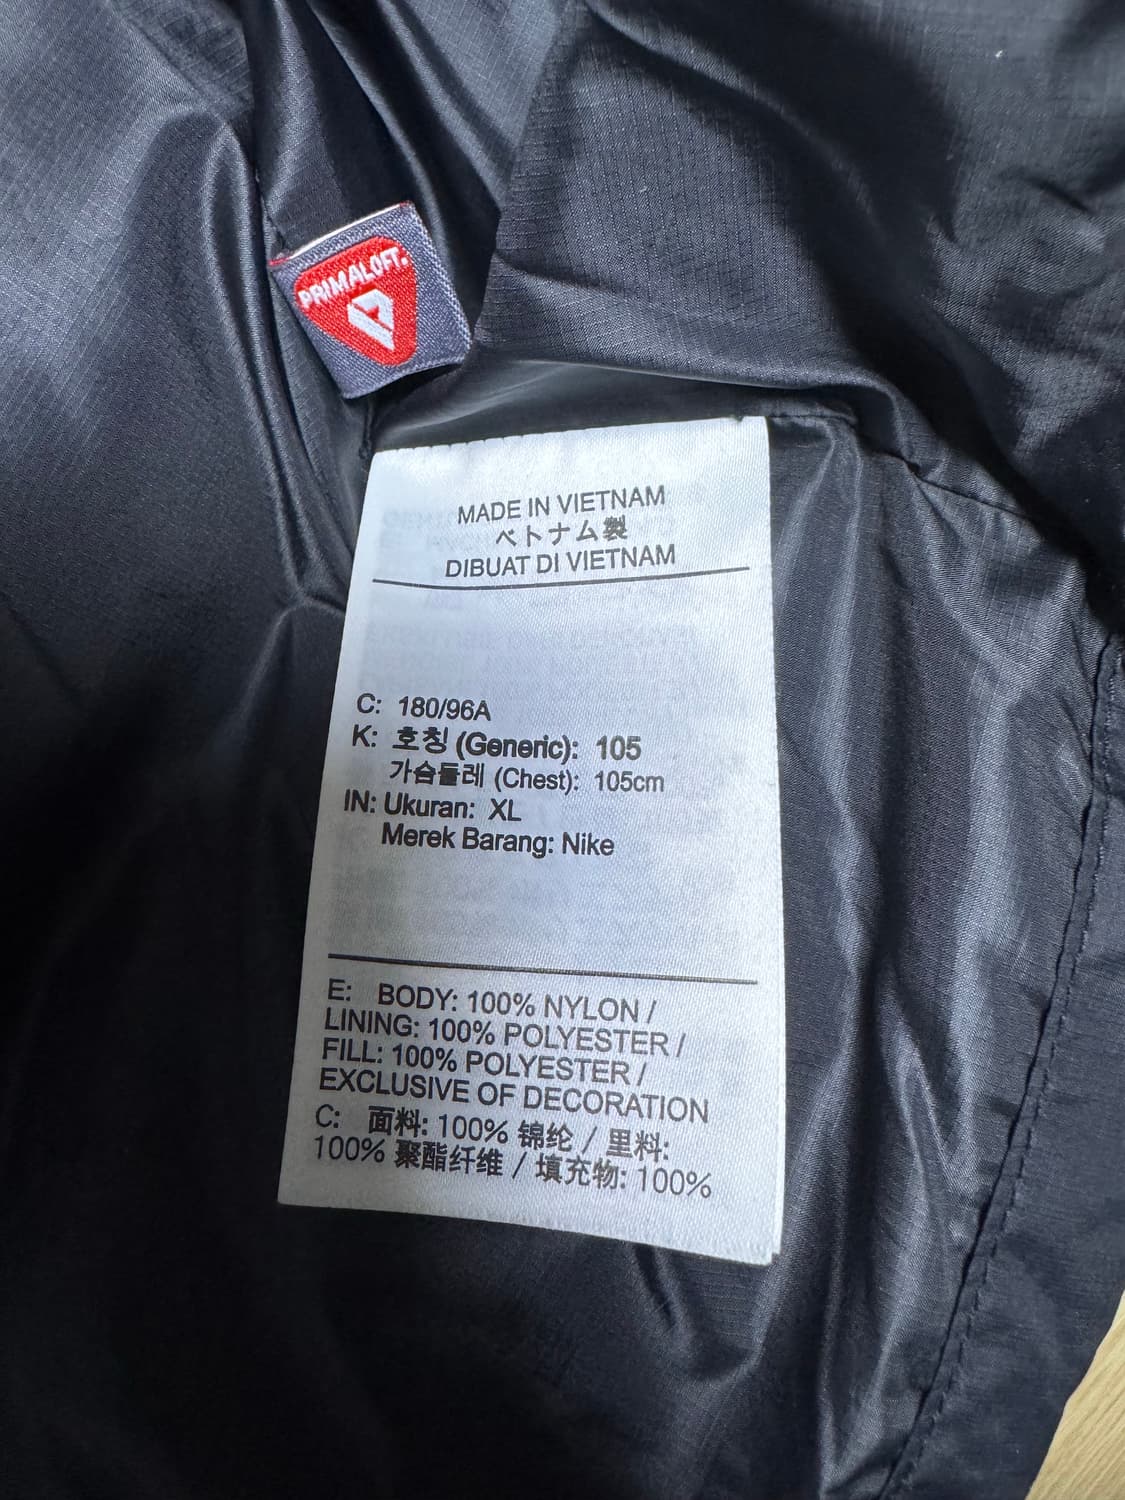 PRIMALOFT.
MADE IN VIETNAM
ベトナム製
DIBUAT DI VIETNAM
C: 180/96A
K: 호칭 (Generic): 105
가슴둘레 (Chest): 105cm
IN: Ukuran: XL
Merek Barang: Nike
E: BODY: 100% NYLON /
LINING: 100% POLYESTER /
FILL: 100% POLYESTER /
EXCLUSIVE OF DECORATION
C: 面料: 100% 锦纶 / 里料:
100% 聚酯纤维 / 填充物: 100%